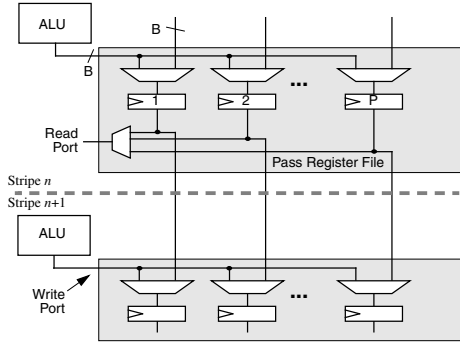 ALU
B
B
1
2
...
P
Read
Port
Pass Register File
Stripe n
Stripe n+1
ALU
Write
Port
...